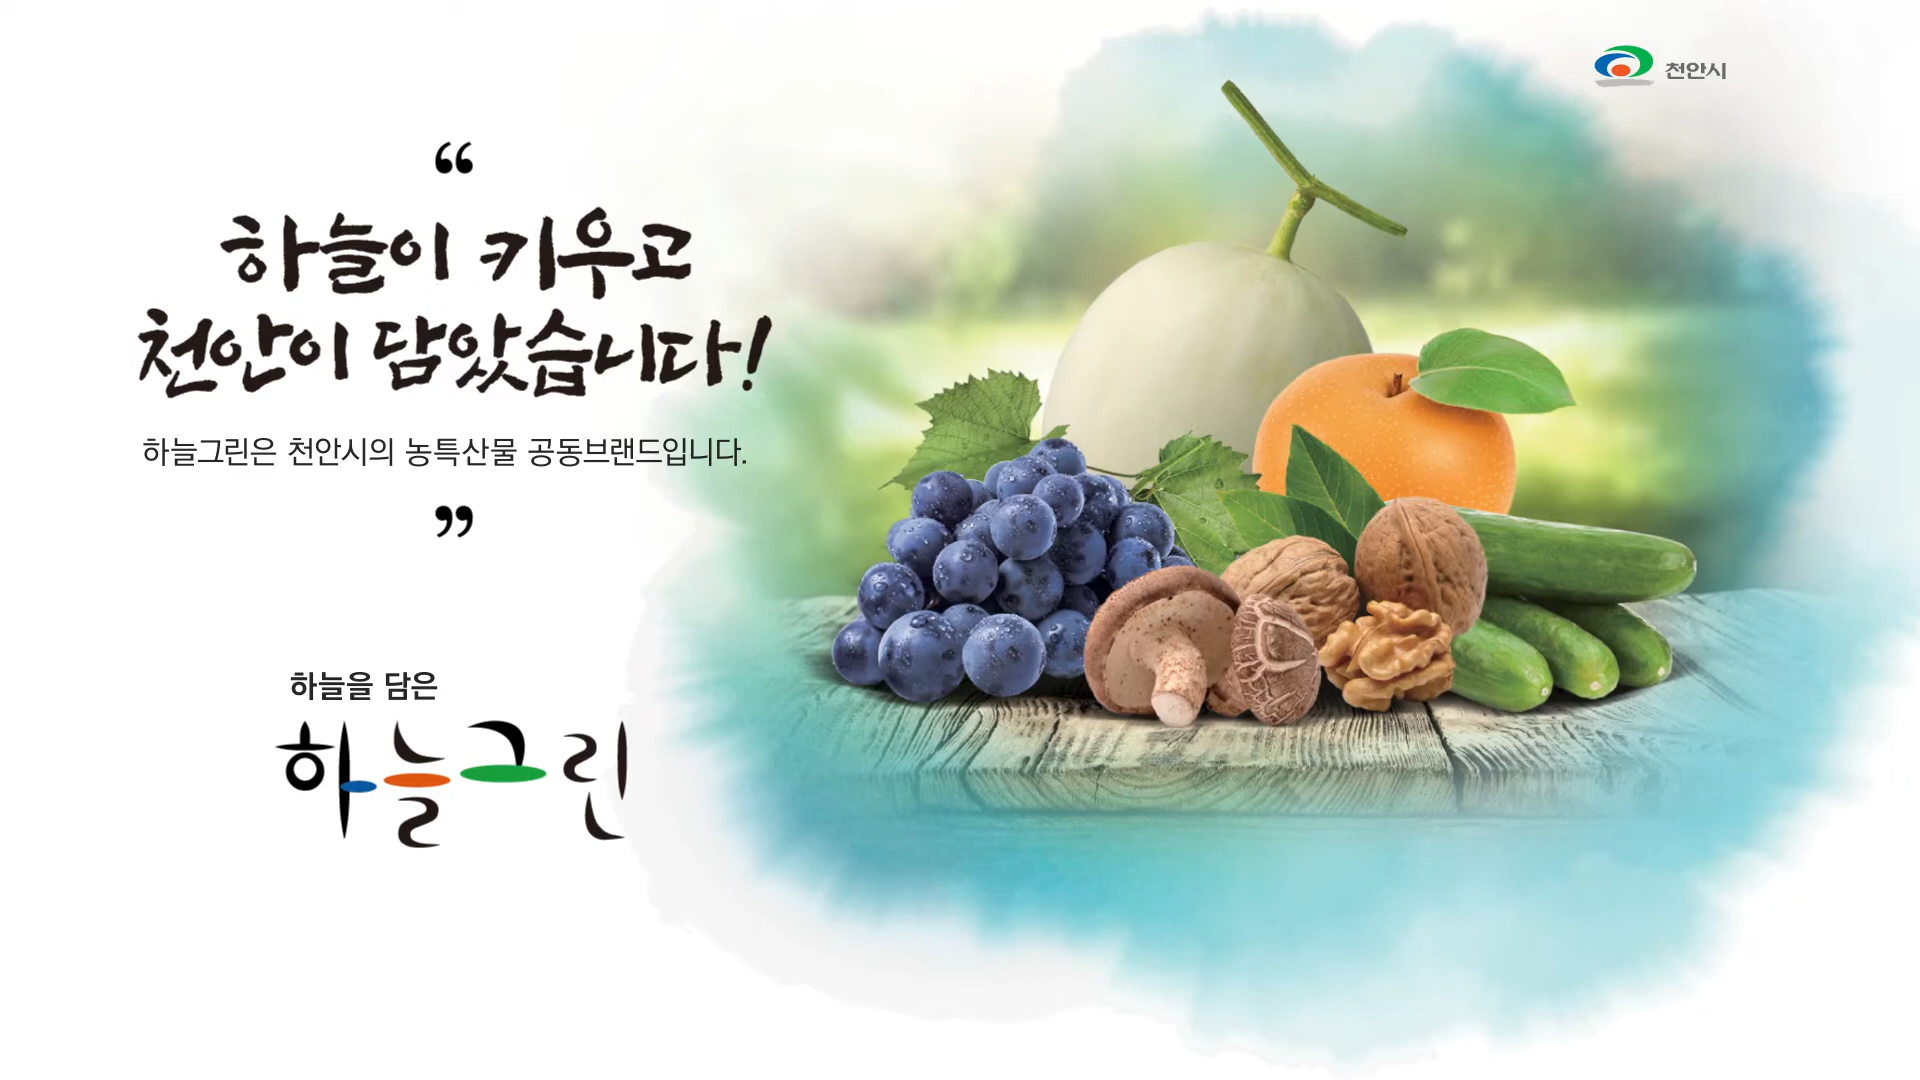 천안시
“
하늘이 키우고
천안이 담았습니다!
하늘그린은 천안시의 농특산물 공동브랜드입니다.
”
하늘을 담은
하늘그린